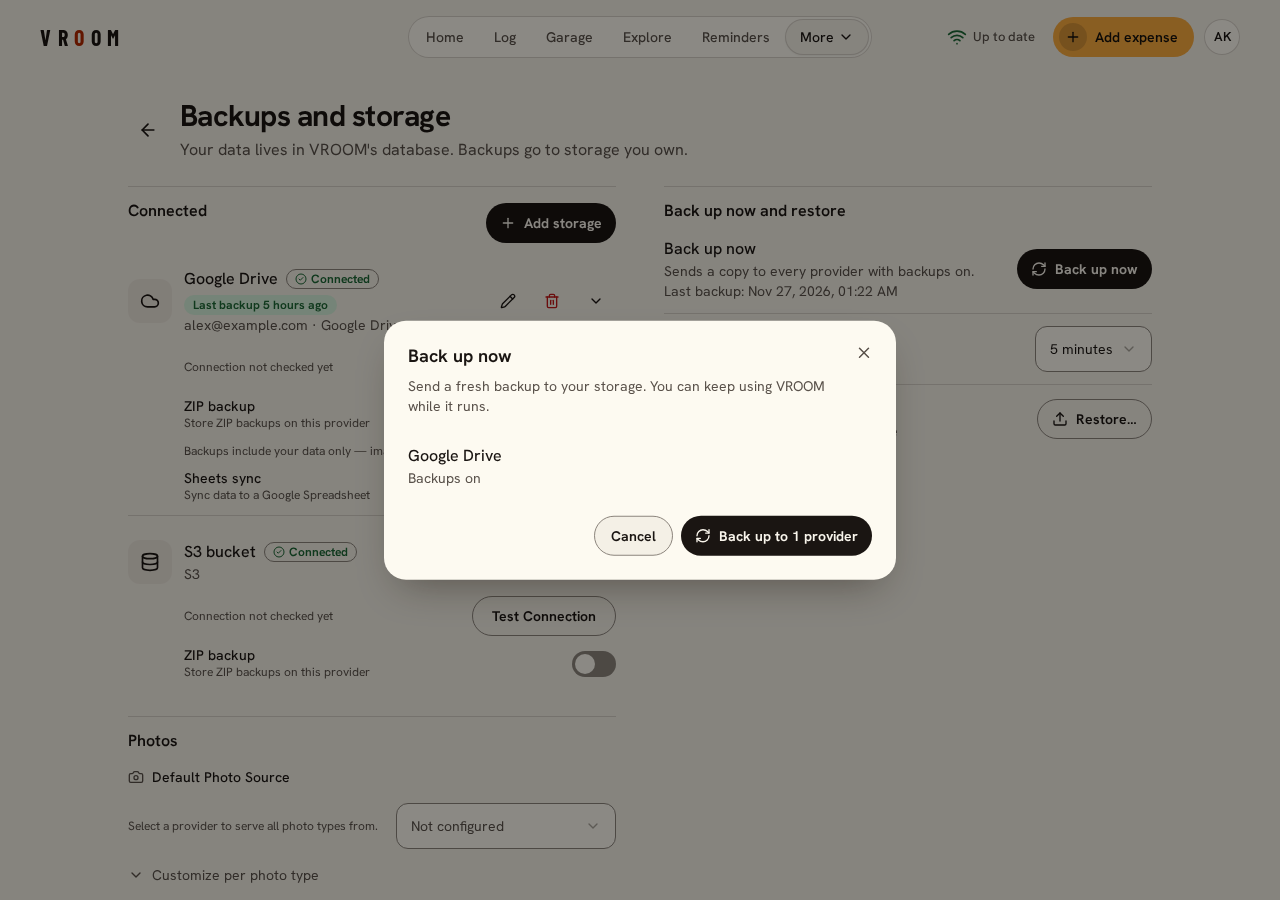 VROOM
Home
Log
Garage
Explore
Reminders
More
Up to date
Add expense
AK
Backups and storage
Your data lives in VROOM's database. Backups go to storage you own.
Connected
Add storage
Google Drive
Connected
Last backup 5 hours ago
alex@example.com · Google Driv
Connection not checked yet
ZIP backup
Store ZIP backups on this provider
Backups include your data only — im
Sheets sync
Sync data to a Google Spreadsheet
S3 bucket
Connected
S3
Connection not checked yet
Test Connection
ZIP backup
Store ZIP backups on this provider
Photos
Default Photo Source
Select a provider to serve all photo types from.
Not configured
Customize per photo type
Back up now and restore
Back up now
Sends a copy to every provider with backups on.
Last backup: Nov 27, 2026, 01:22 AM
Back up now
5 minutes
Restore...
Back up now
Send a fresh backup to your storage. You can keep using VROOM
while it runs.
Google Drive
Backups on
Cancel
Back up to 1 provider